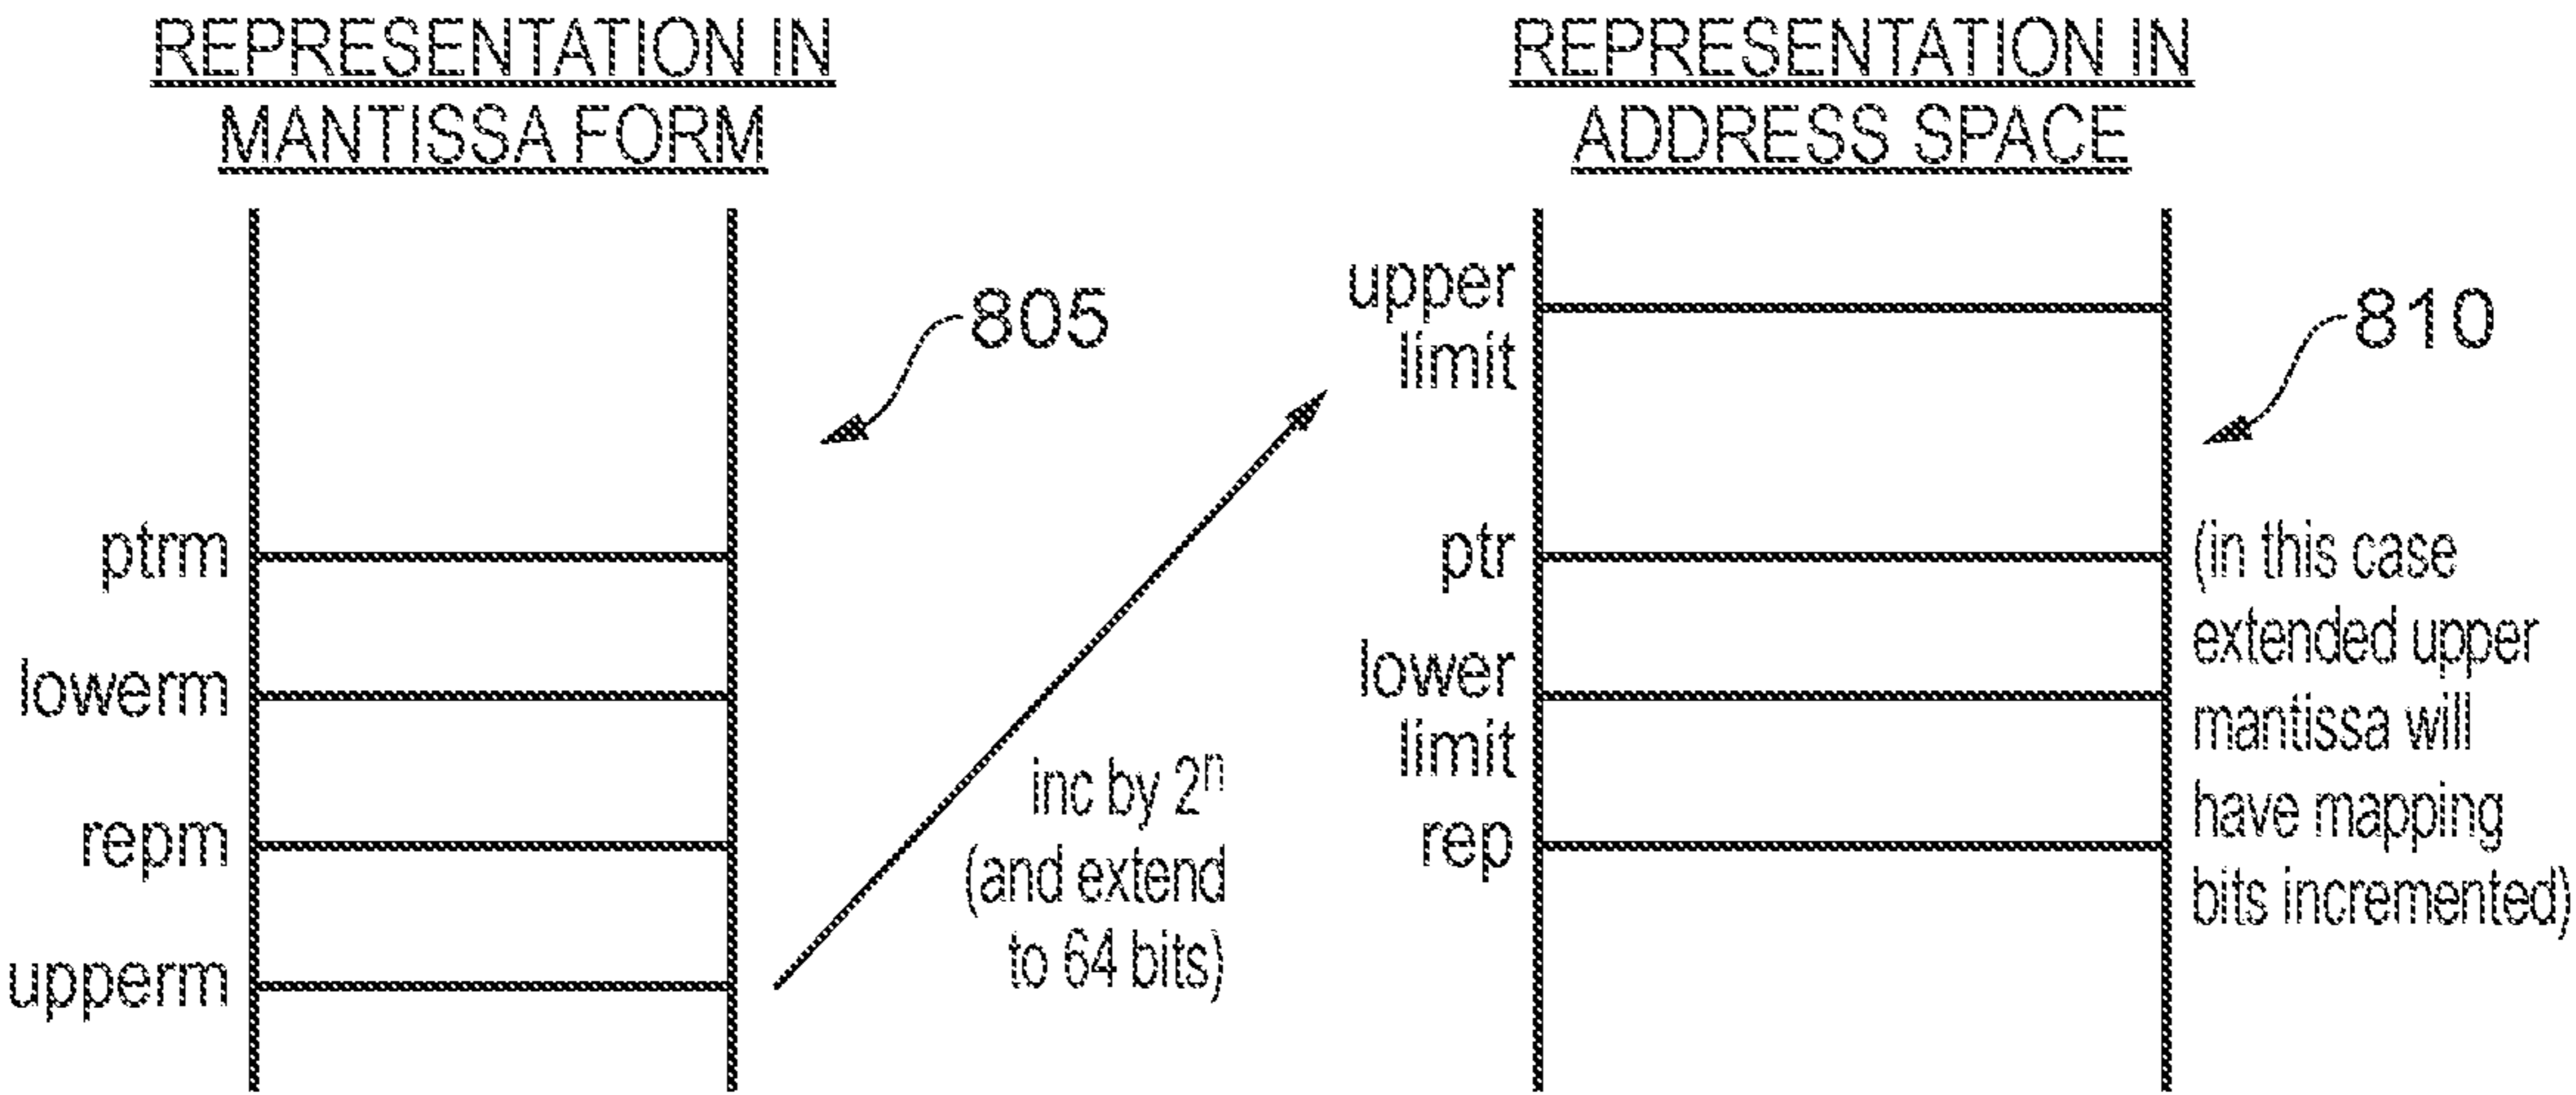 REPRESENTATION IN
MANTISSA FORM
805
ptrm
lowerm
repm
upperm
inc by 2ⁿ
(and extend
to 64 bits)
REPRESENTATION IN
ADDRESS SPACE
upper
limit
810
ptr
lower
limit
rep
(in this case
extended upper
mantissa will
have mapping
bits incremented)